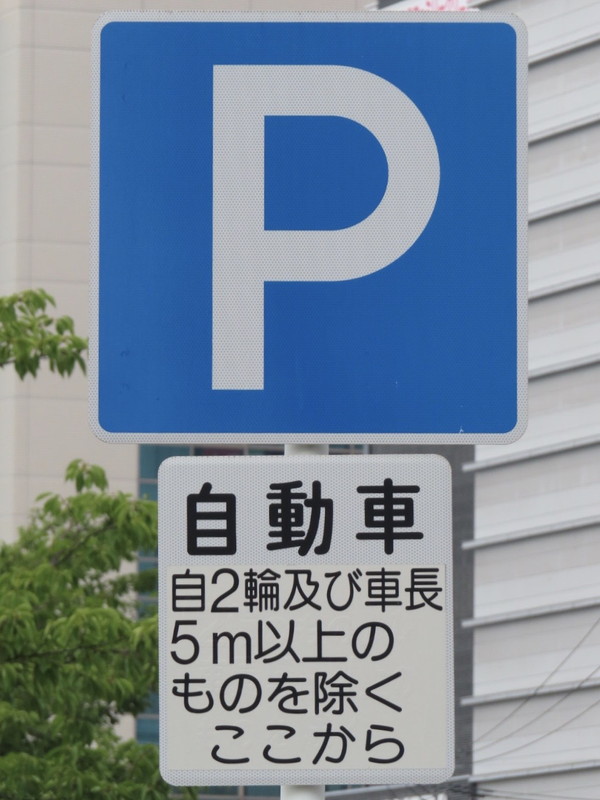 P
自動車
自2輪及び車長
5m以上の
ものを除く
ここから